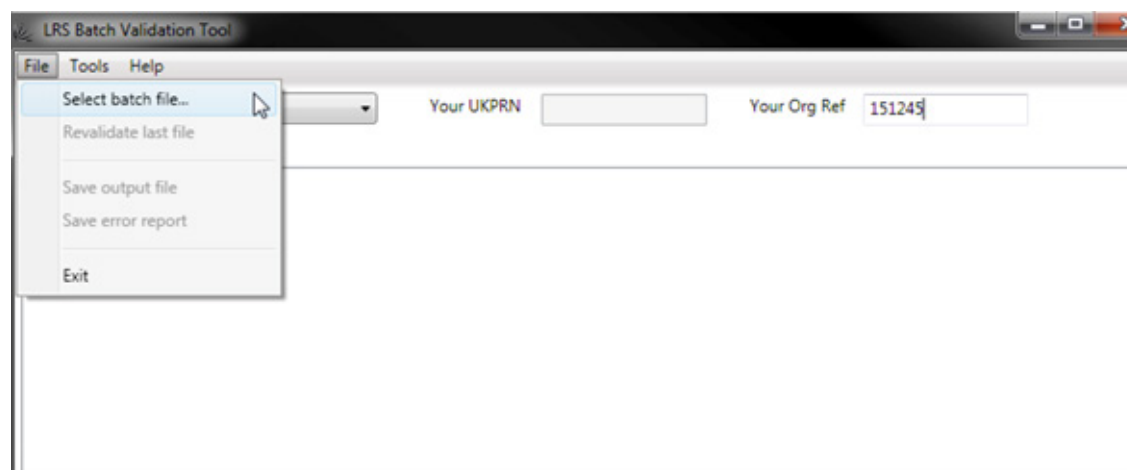 LRS Batch Validation Tool
File Tools Help
Select batch file...
Your UKPRN
Your Org Ref 151245
Revalidate last file
Save output file
Save error report
Exit